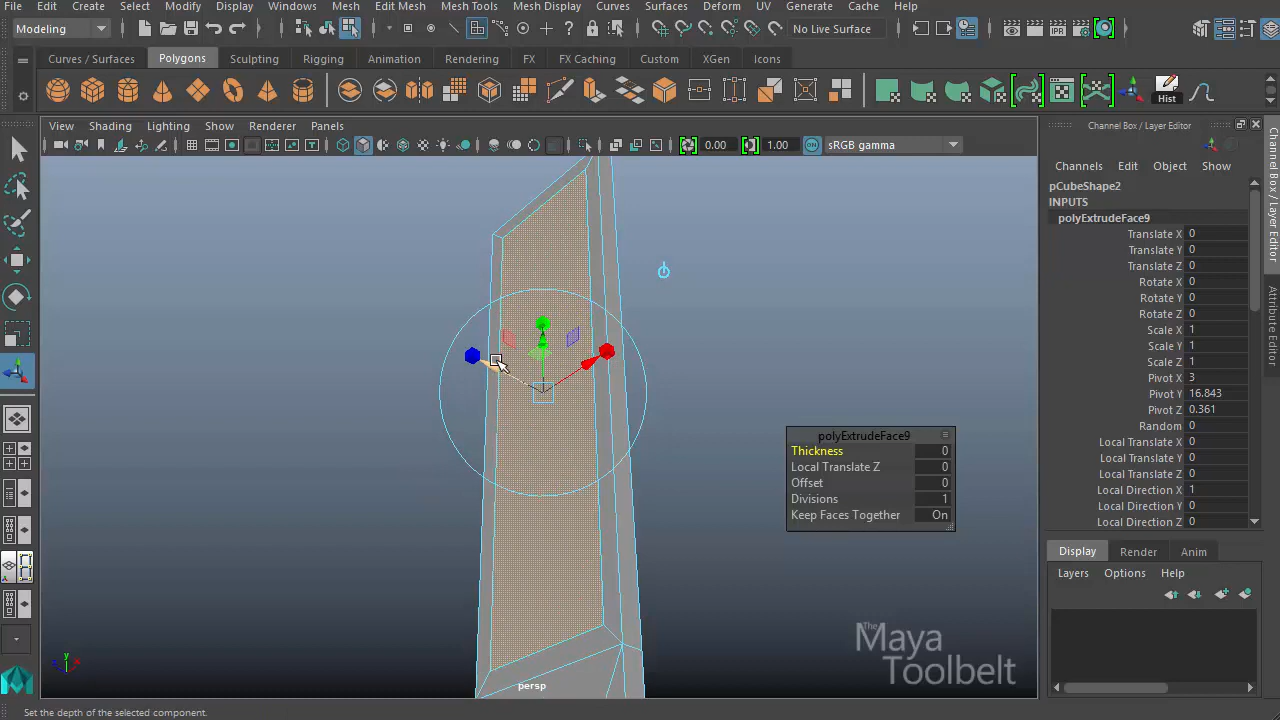 File Edit Create Select Modify Display Windows Mesh Edit Mesh Mesh Tools Mesh Display Curves Surfaces Deform UV Generate Cache Help
Modeling No Live Surface
Curves / Surfaces Polygons Sculpting Rigging Animation Rendering FX FX Caching Custom XGen Icons
Hist
View Shading Lighting Show Renderer Panels
0.00 1.00 sRGB gamma
Channel Box / Layer Editor
Channels Edit Object Show
pCubeShape2
INPUTS
polyExtrudeFace9
Translate X 0
Translate Y 0
Translate Z 0
Rotate X 0
Rotate Y 0
Rotate Z 0
Scale X 1
Scale Y 1
Scale Z 1
Pivot X 3
Pivot Y 16.843
Pivot Z 0.361
Random 0
Local Translate X 0
Local Translate Y 0
Local Translate Z 0
Local Direction X 1
Local Direction Y 0
Local Direction Z 0
Channel Box / Layer Editor
Attribute Editor
polyExtrudeFace9
Thickness 0
Local Translate Z 0
Offset 0
Divisions 1
Keep Faces Together On
Display Render Anim
Layers Options Help
The
Maya
Toolbelt
y
x
persp
Set the depth of the selected component.